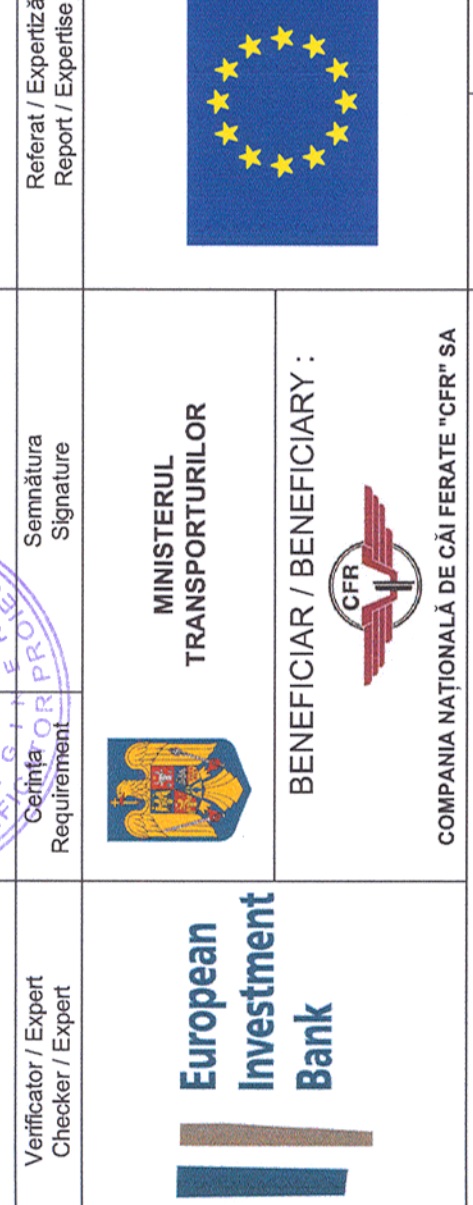 Verificator / Expert
Checker / Expert
Cerința
Requirement
Semnătura
Signature
Referat / Expertiză
Report / Expertise
European
Investment
Bank
MINISTERUL
TRANSPORTURILOR
BENEFICIAR / BENEFICIARY :
CFR
COMPANIA NAȚIONALĂ DE CĂI FERATE "CFR" SA